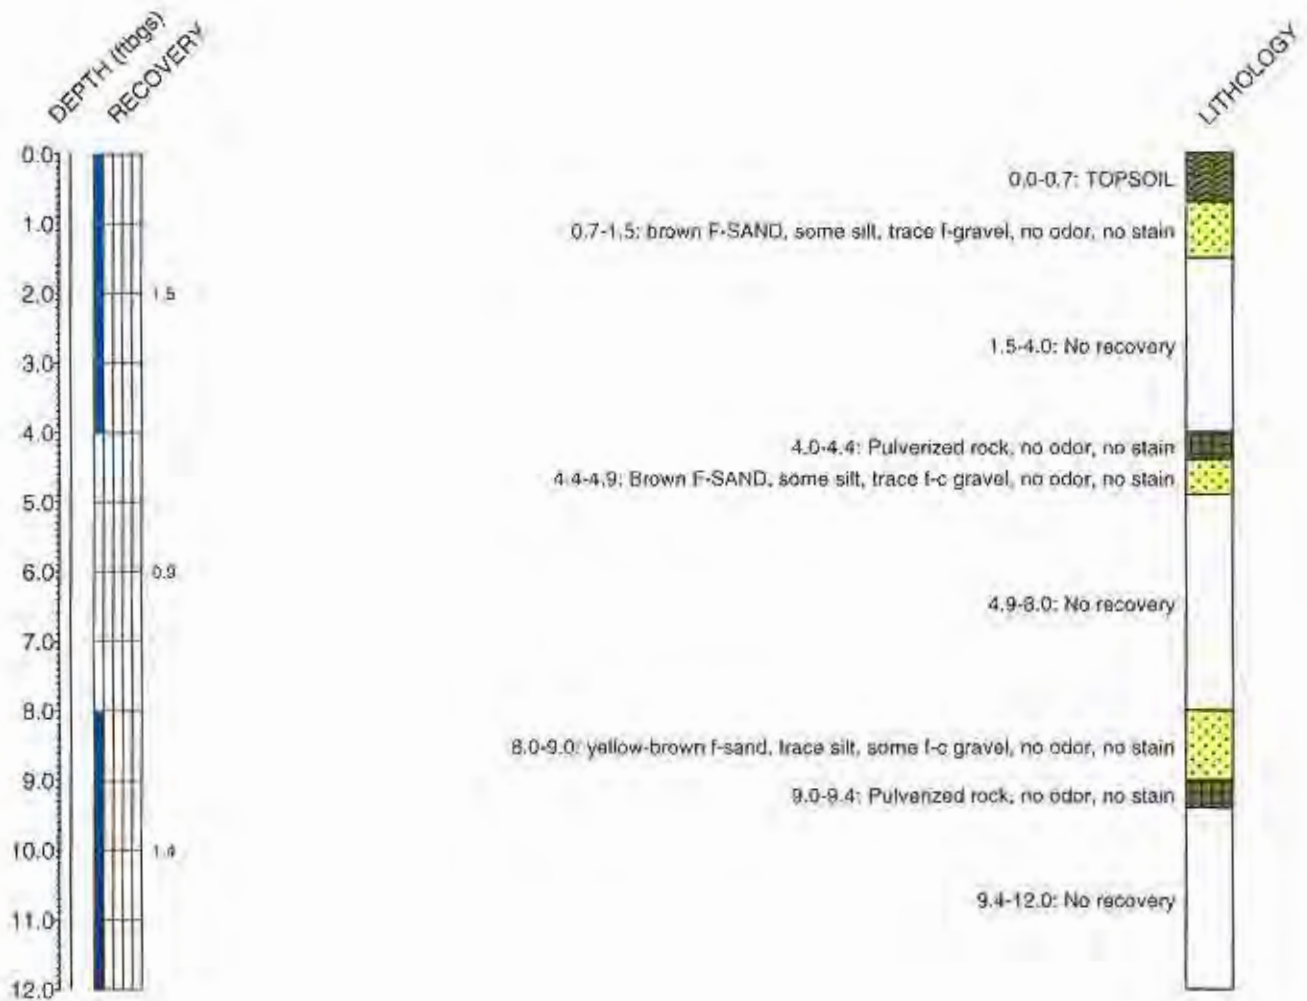 DEPTH (ftbgs)
RECOVERY
LITHOLOGY
0.0
0.0-0.7: TOPSOIL
1.0
0.7-1.5: brown F-SAND, some silt, trace f-gravel, no odor, no stain
2.0
1.5
3.0
1.5-4.0: No recovery
4.0
4.0-4.4: Pulverized rock, no odor, no stain
4.4-4.9: Brown F-SAND, some silt, trace f-c gravel, no odor, no stain
5.0
6.0
0.9
4.9-8.0: No recovery
7.0
8.0
8.0-9.0: yellow-brown f-sand, trace silt, some f-c gravel, no odor, no stain
9.0
9.0-9.4: Pulverized rock, no odor, no stain
10.0
1.4
9.4-12.0: No recovery
11.0
12.0